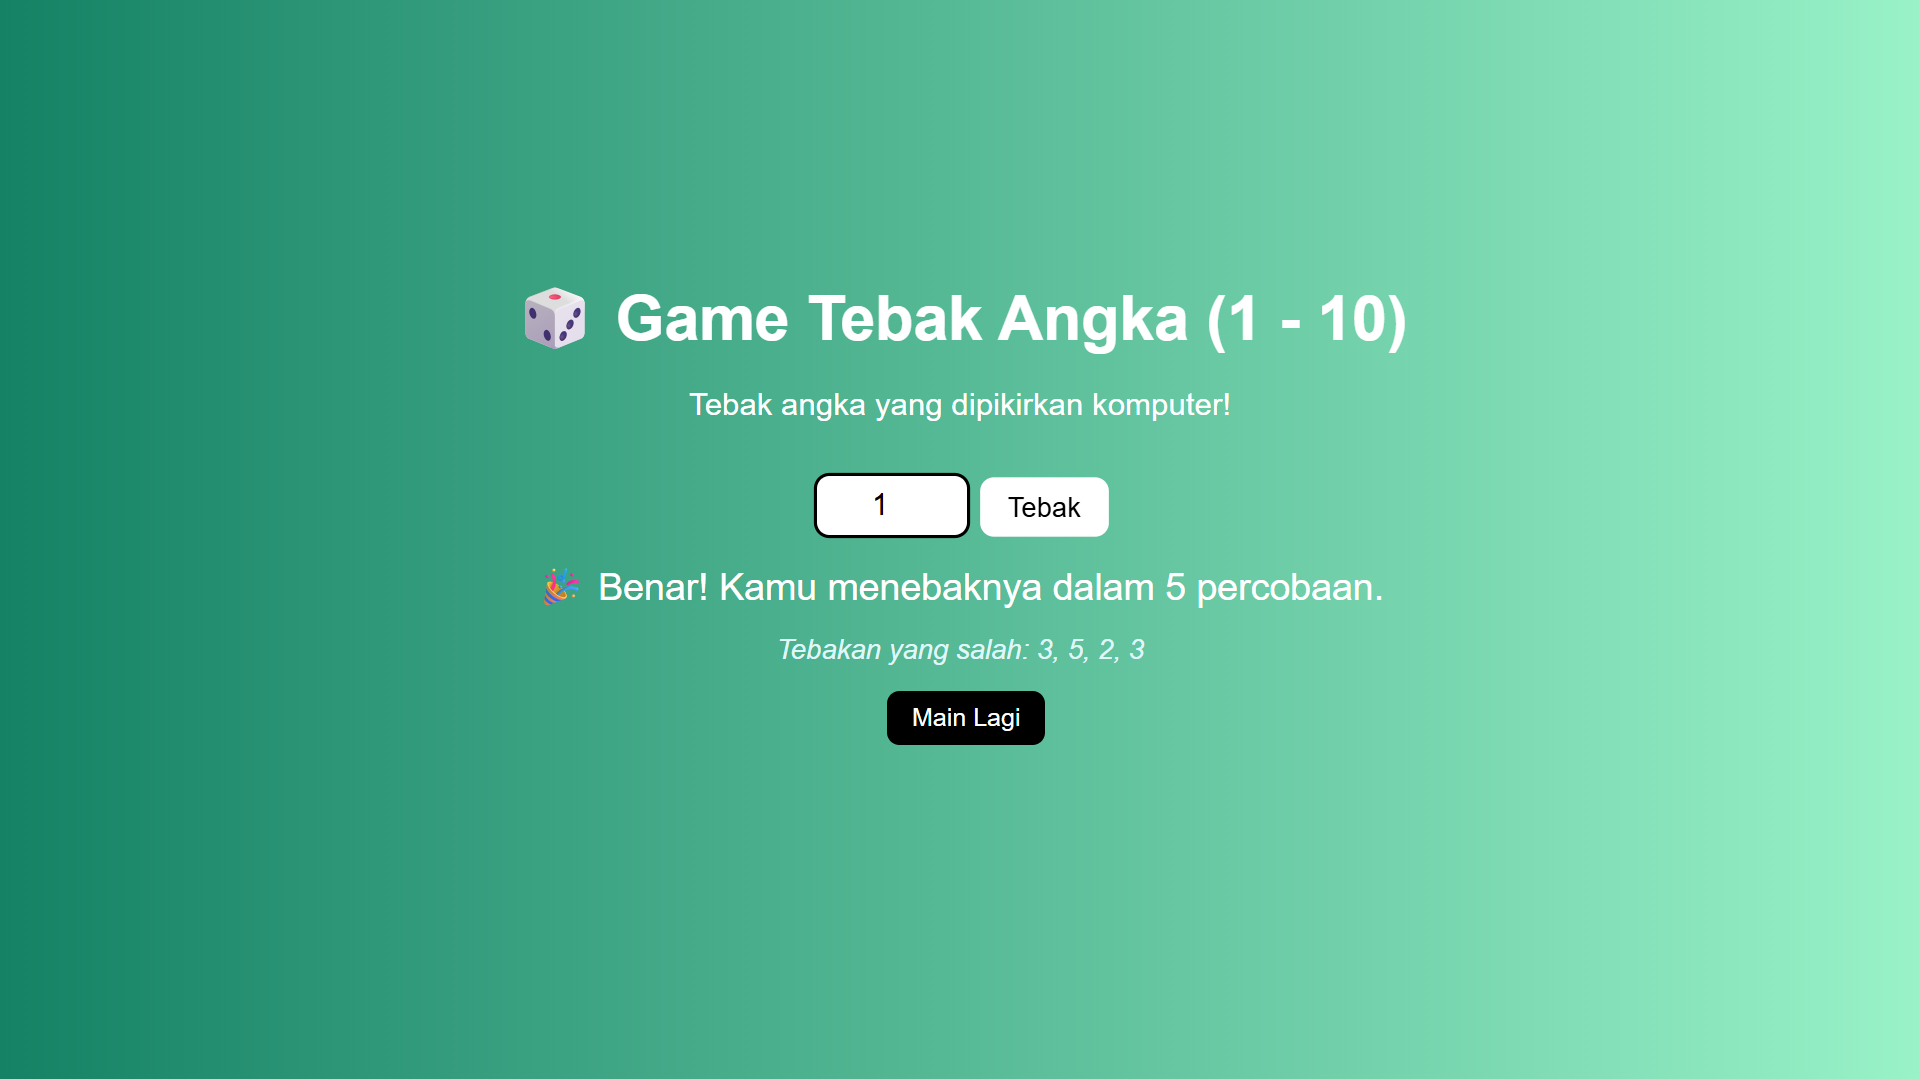 Game Tebak Angka (1 - 10)
Tebak angka yang dipikirkan komputer!
1 Tebak
Benar! Kamu menebaknya dalam 5 percobaan.
Tebakan yang salah: 3, 5, 2, 3
Main Lagi